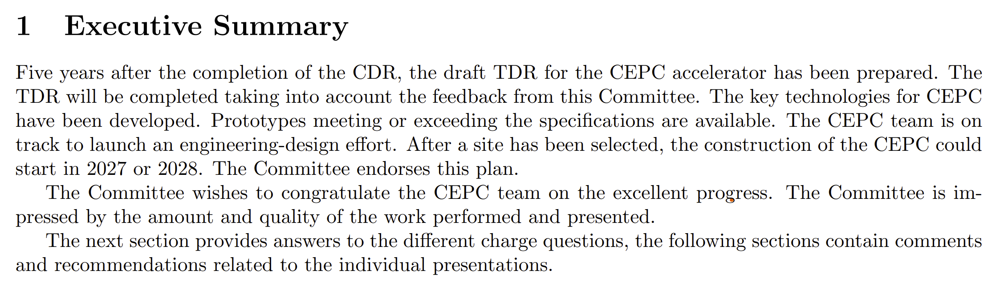 1 Executive Summary
Five years after the completion of the CDR, the draft TDR for the CEPC accelerator has been prepared. The
TDR will be completed taking into account the feedback from this Committee. The key technologies for CEPC
have been developed. Prototypes meeting or exceeding the specifications are available. The CEPC team is on
track to launch an engineering-design effort. After a site has been selected, the construction of the CEPC could
start in 2027 or 2028. The Committee endorses this plan.
The Committee wishes to congratulate the CEPC team on the excellent progress. The Committee is im-
pressed by the amount and quality of the work performed and presented.
The next section provides answers to the different charge questions, the following sections contain comments
and recommendations related to the individual presentations.